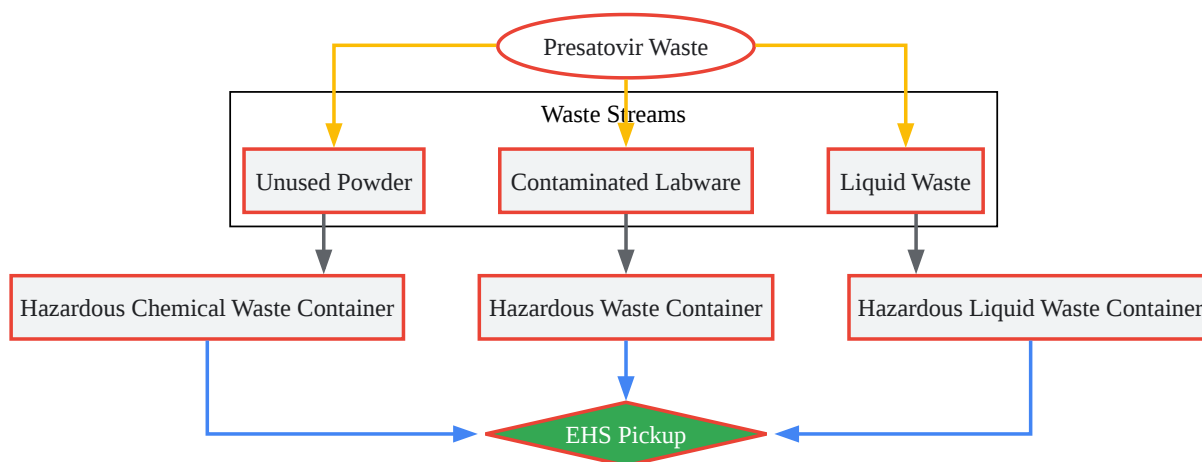 Presatovir Waste
Waste Streams
Unused Powder
Contaminated Labware
Liquid Waste
Hazardous Chemical Waste Container
Hazardous Waste Container
Hazardous Liquid Waste Container
EHS Pickup